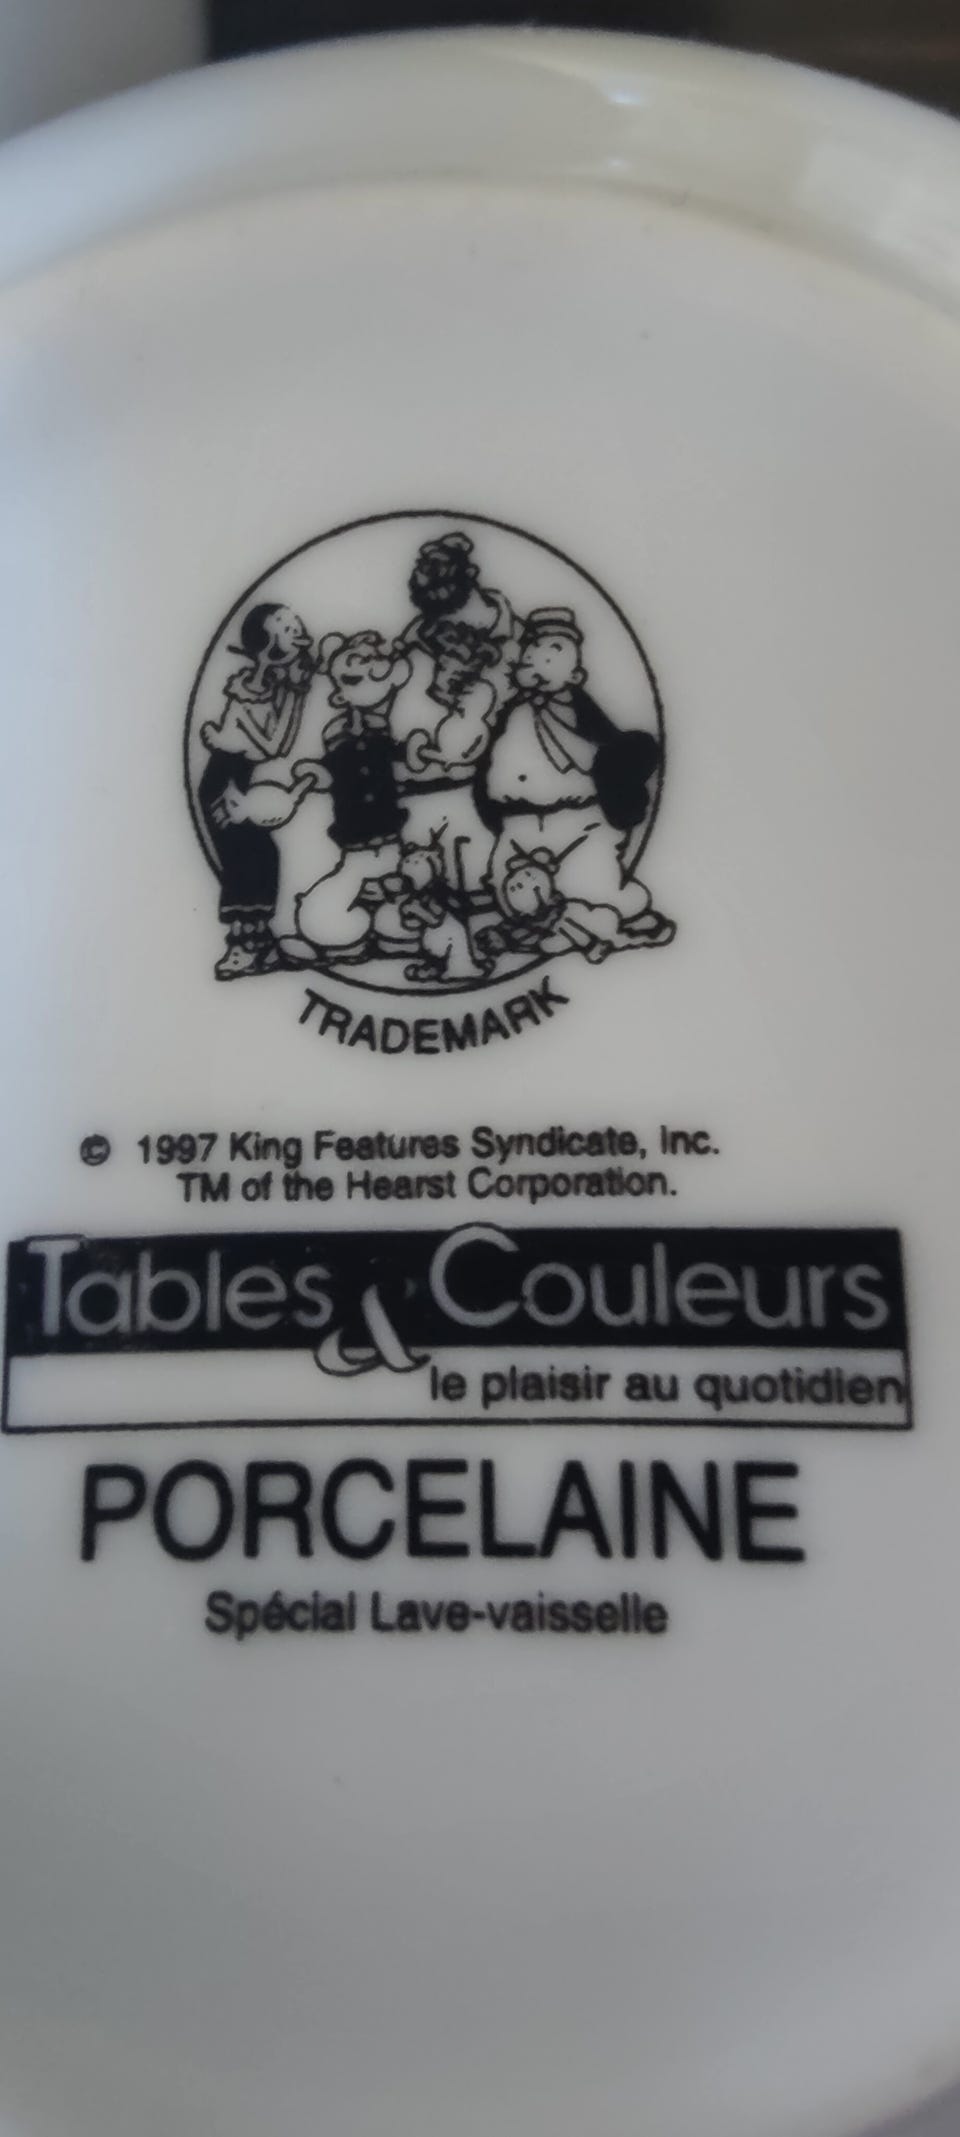 TRADEMARK
© 1997 King Features Syndicate, Inc.
TM of the Hearst Corporation.
Tables & Couleurs
le plaisir au quotidien
PORCELAINE
Spécial Lave-vaisselle